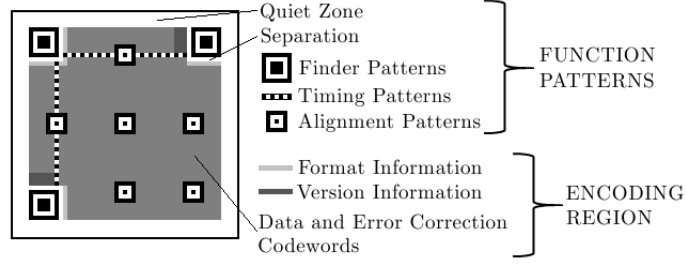 Quiet Zone
Separation
Finder Patterns
Timing Patterns
Alignment Patterns
FUNCTION
PATTERNS
Format Information
Version Information
Data and Error Correction
Codewords
ENCODING
REGION